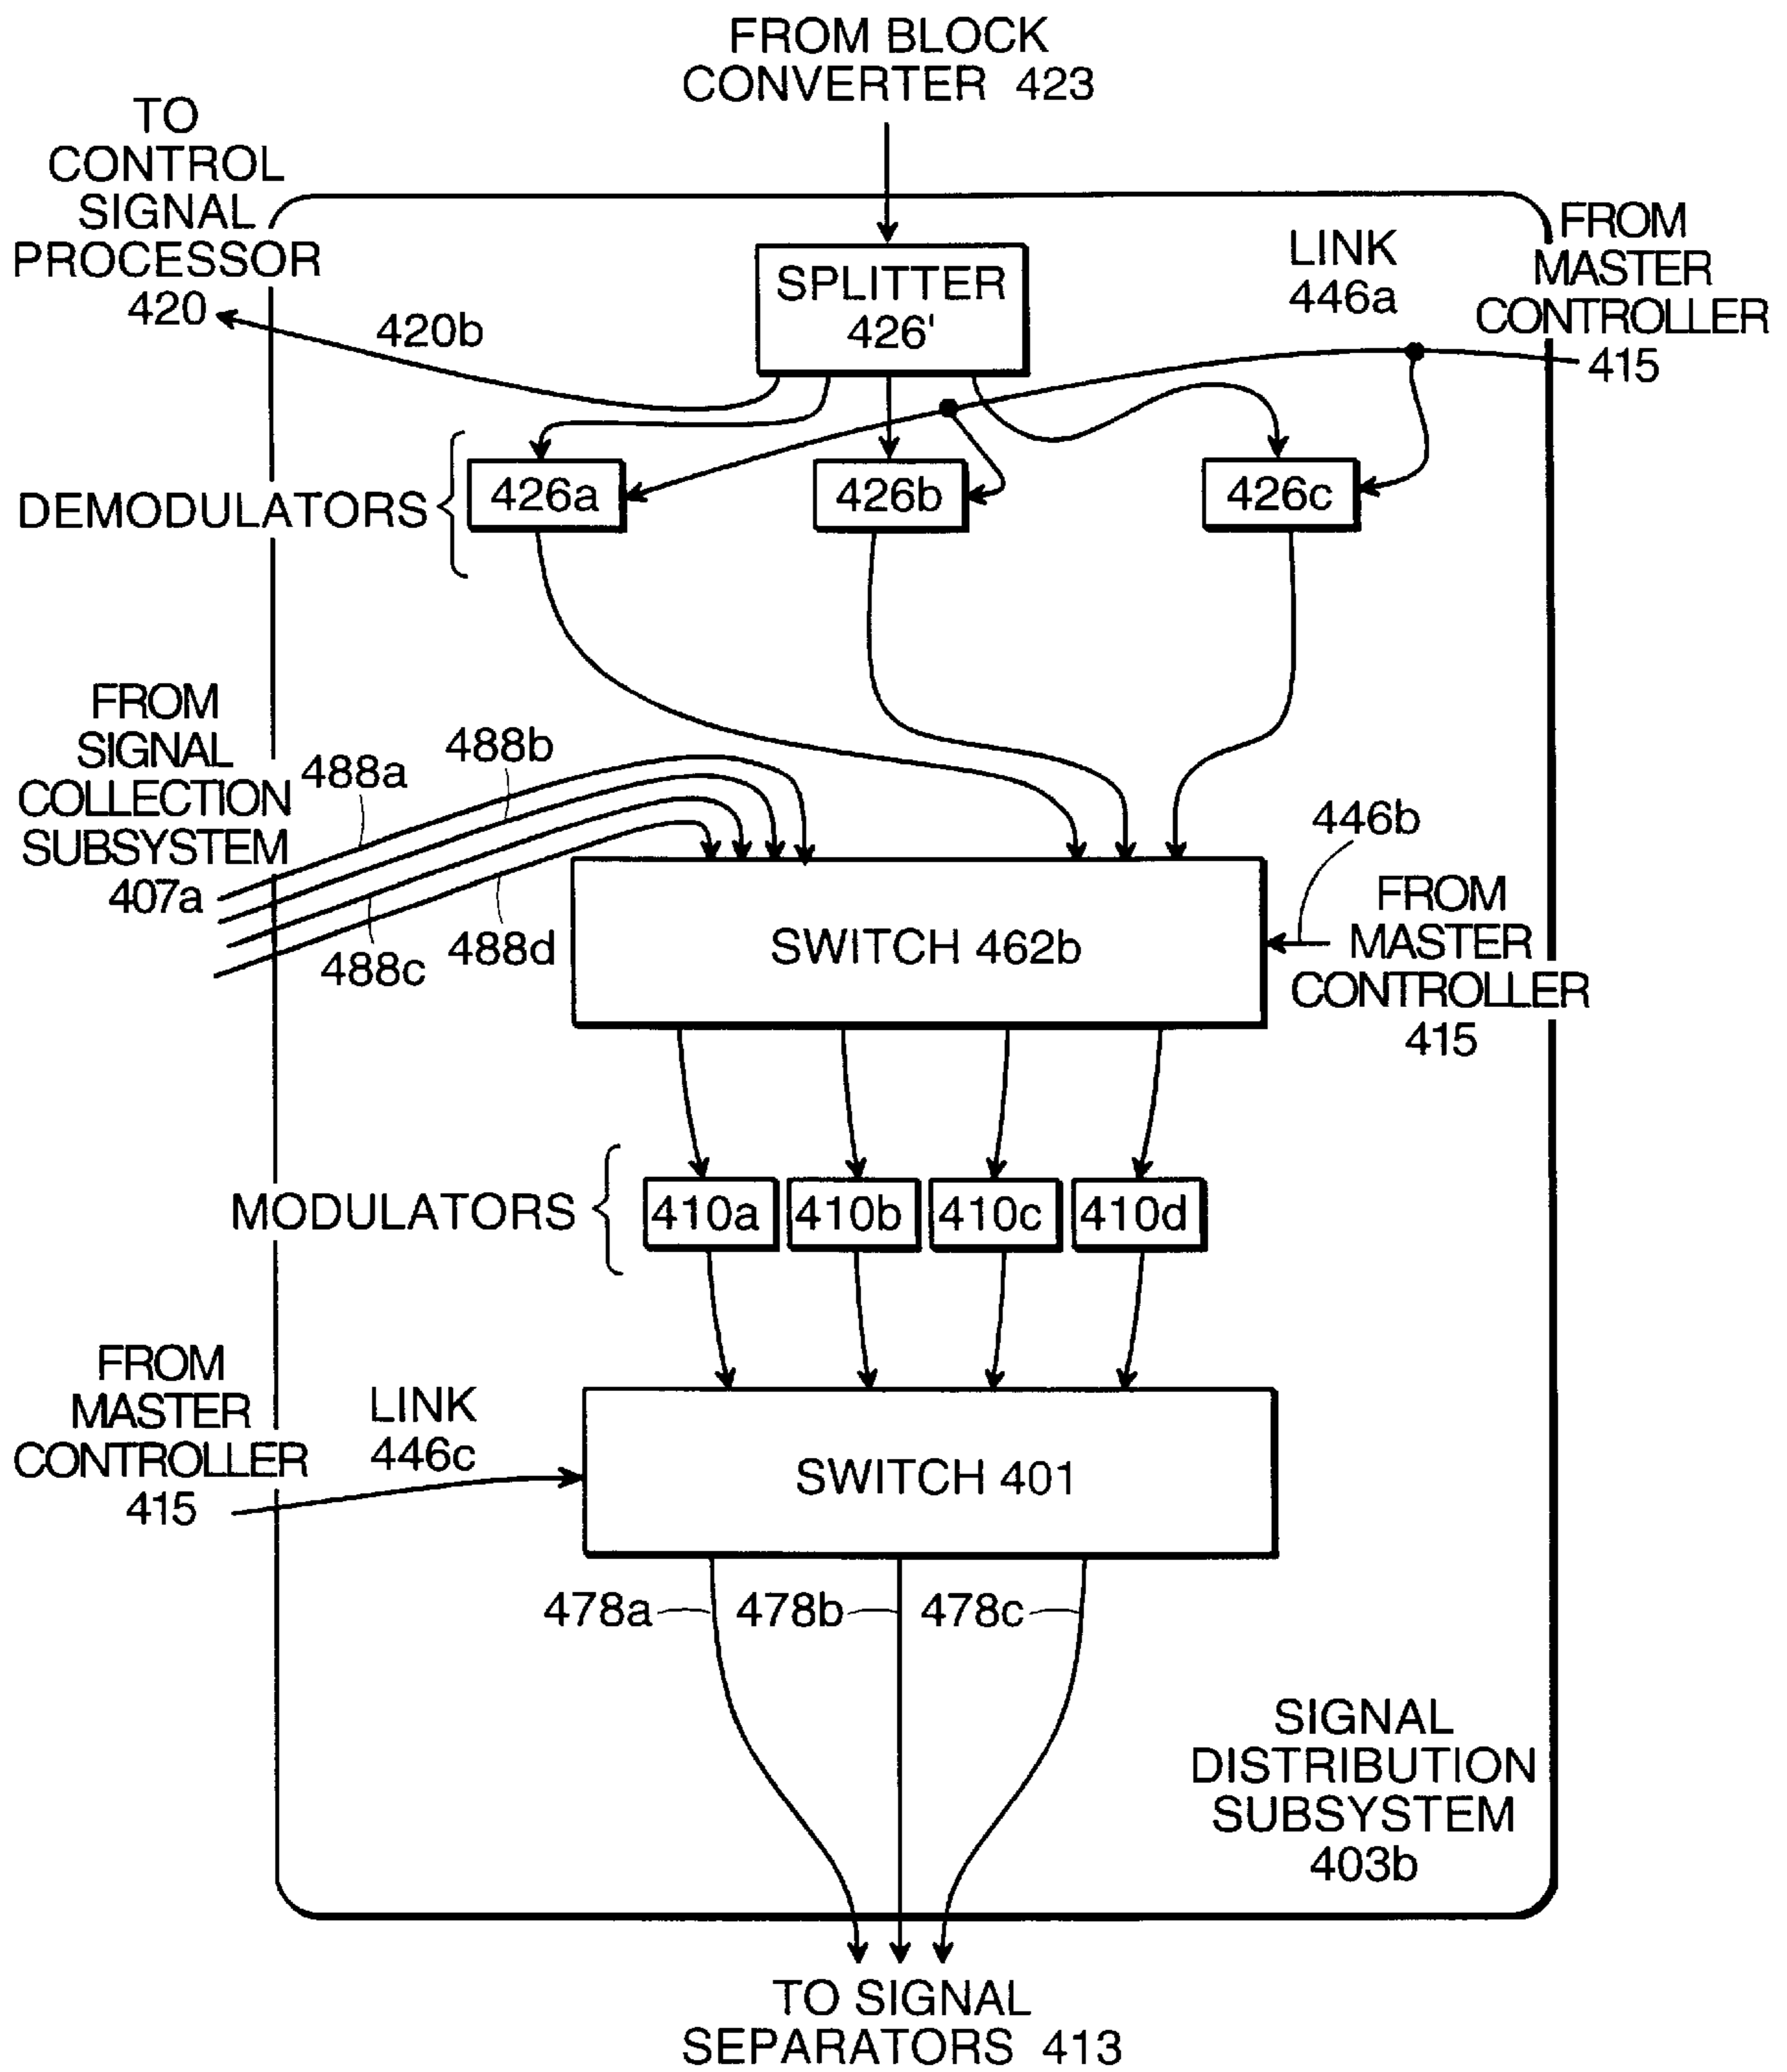 FROM BLOCK
CONVERTER 423
TO
CONTROL
SIGNAL
PROCESSOR
420
420b
SPLITTER
426'
LINK
446a
FROM
MASTER
CONTROLLER
415
DEMODULATORS
426a
426b
426c
FROM
SIGNAL
COLLECTION
SUBSYSTEM
407a
488a
488b
488c
488d
SWITCH 462b
446b
FROM
MASTER
CONTROLLER
415
MODULATORS
410a
410b
410c
410d
FROM
MASTER
CONTROLLER
415
LINK
446c
SWITCH 401
478a
478b
478c
SIGNAL
DISTRIBUTION
SUBSYSTEM
403b
TO SIGNAL
SEPARATORS 413